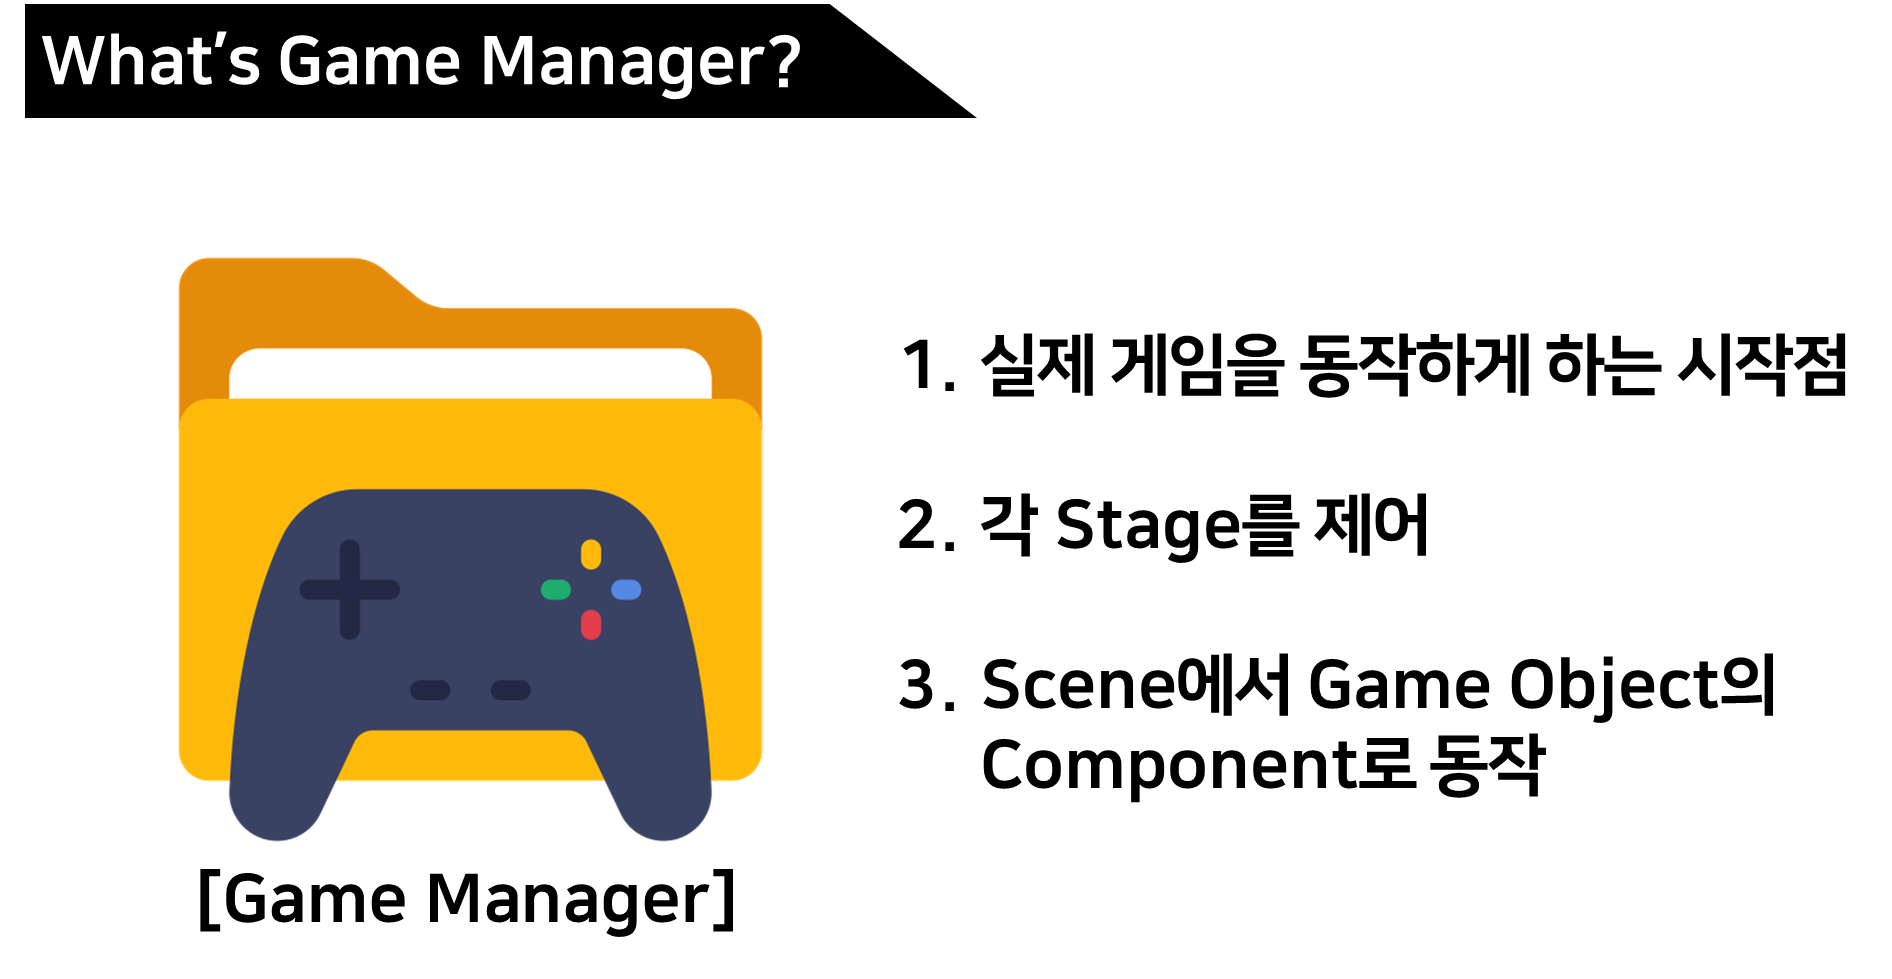 What's Game Manager?
1. 실제 게임을 동작하게 하는 시작점
2. 각 Stage를 제어
3. Scene에서 Game Object의
Component로 동작
[Game Manager]